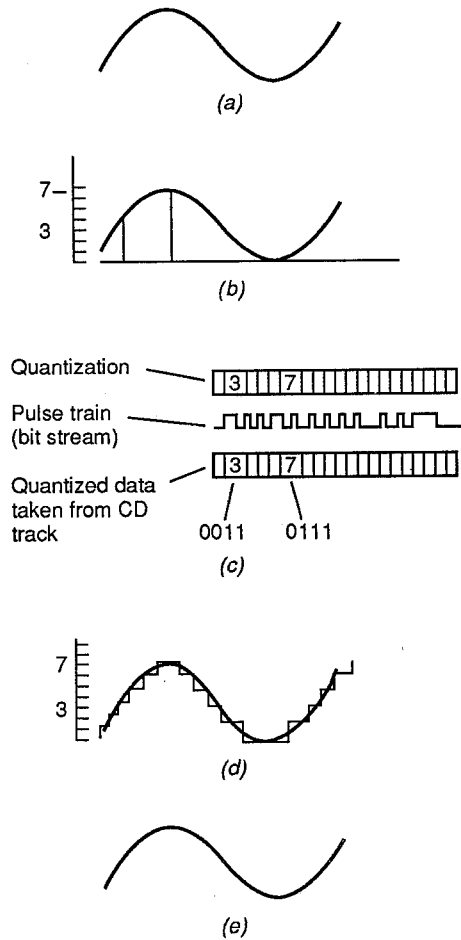 (a)
7
3
(b)
Quantization
3 7
Pulse train
(bit stream)
3 7
Quantized data
taken from CD
track
0011 0111
(c)
7
3
(d)
(e)